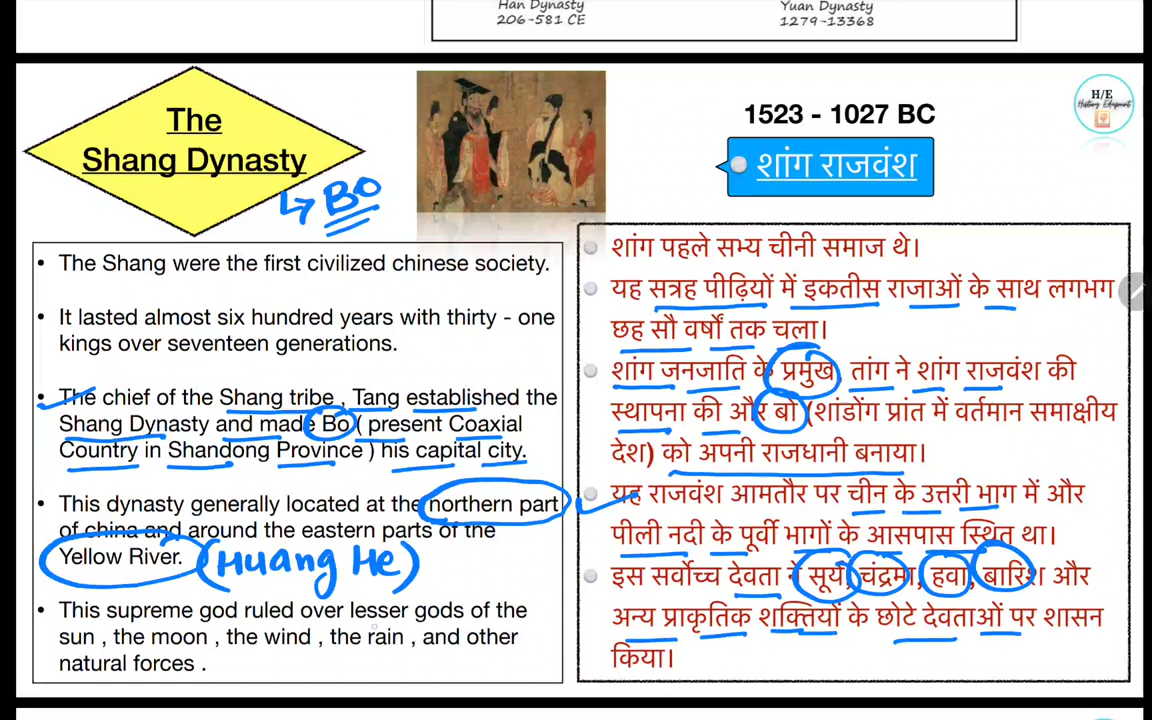 Han Dynasty
206-581 CE
Yuan Dynasty
1279-13368
The
Shang Dynasty
↳ Bo
1523 - 1027 BC
शांग राजवंश
H/E
History Edupoint
• The Shang were the first civilized chinese society.
• It lasted almost six hundred years with thirty - one
kings over seventeen generations.
• The chief of the Shang tribe , Tang established the
Shang Dynasty and made Bo ( present Coaxial
Country in Shandong Province ) his capital city.
• This dynasty generally located at the northern part
of china and around the eastern parts of the
Yellow River. (Huang He)
• This supreme god ruled over lesser gods of the
sun , the moon , the wind , the rain , and other
natural forces .
शांग पहले सभ्य चीनी समाज थे।
यह सत्रह पीढ़ियों में इकतीस राजाओं के साथ लगभग
छह सौ वर्षों तक चला।
शांग जनजाति के प्रमुख, तांग ने शांग राजवंश की
स्थापना की और बो (शांडोंग प्रांत में वर्तमान समाक्षीय
देश) को अपनी राजधानी बनाया।
यह राजवंश आमतौर पर चीन के उत्तरी भाग में और
पीली नदी के पूर्वी भागों के आसपास स्थित था।
इस सर्वोच्च देवता ने सूर्य, चंद्रमा, हवा, बारिश और
अन्य प्राकृतिक शक्तियों के छोटे देवताओं पर शासन
किया।